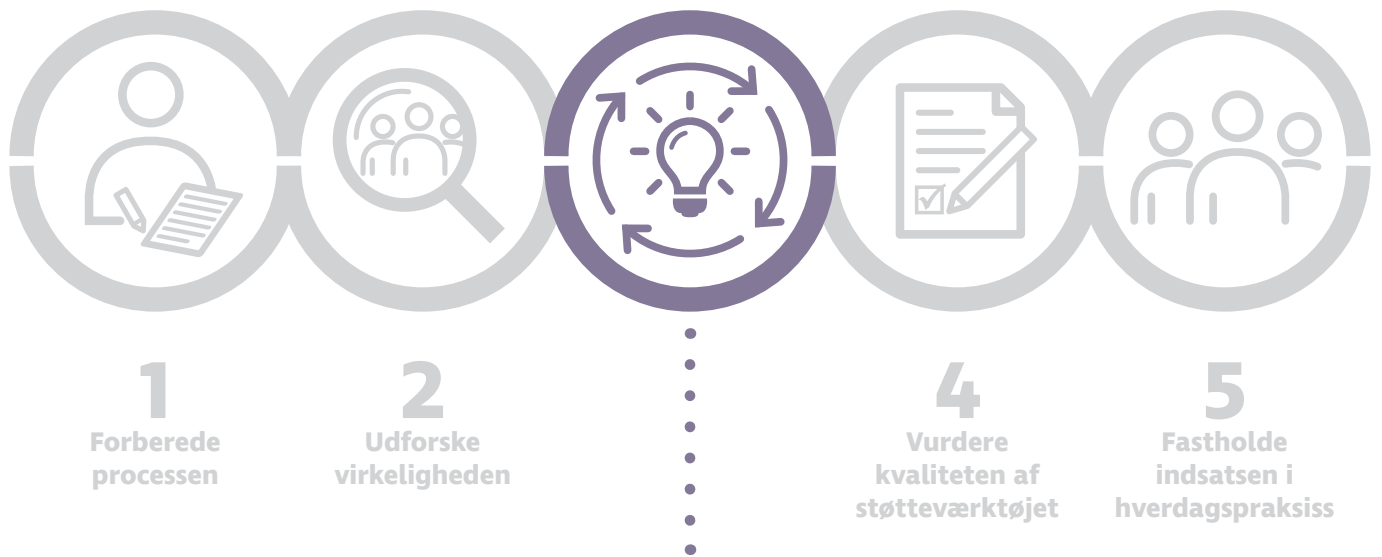 1
Forberede
processen
2
Udforske
virkeligheden
4
Vurdere
kvaliteten af
støtteværktøjet
5
Fastholde
indsatsen i
hverdagspraksiss